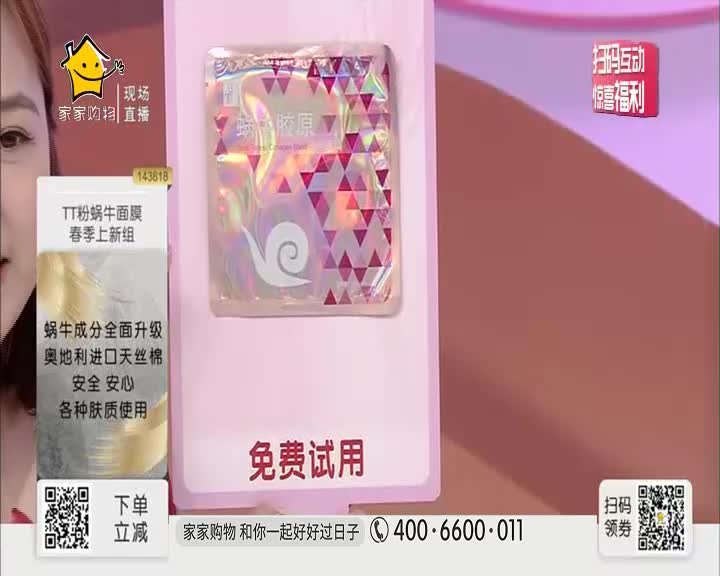 家家购物
现场
直播
扫码互动
惊喜福利
143818
TT粉蜗牛面膜
春季上新组
蜗牛成分全面升级
奥地利进口天丝棉
安全 安心
各种肤质使用
胶原
免费试用
下单
立减
家家购物 和你一起好好过日子
400·6600·011
扫码
领券